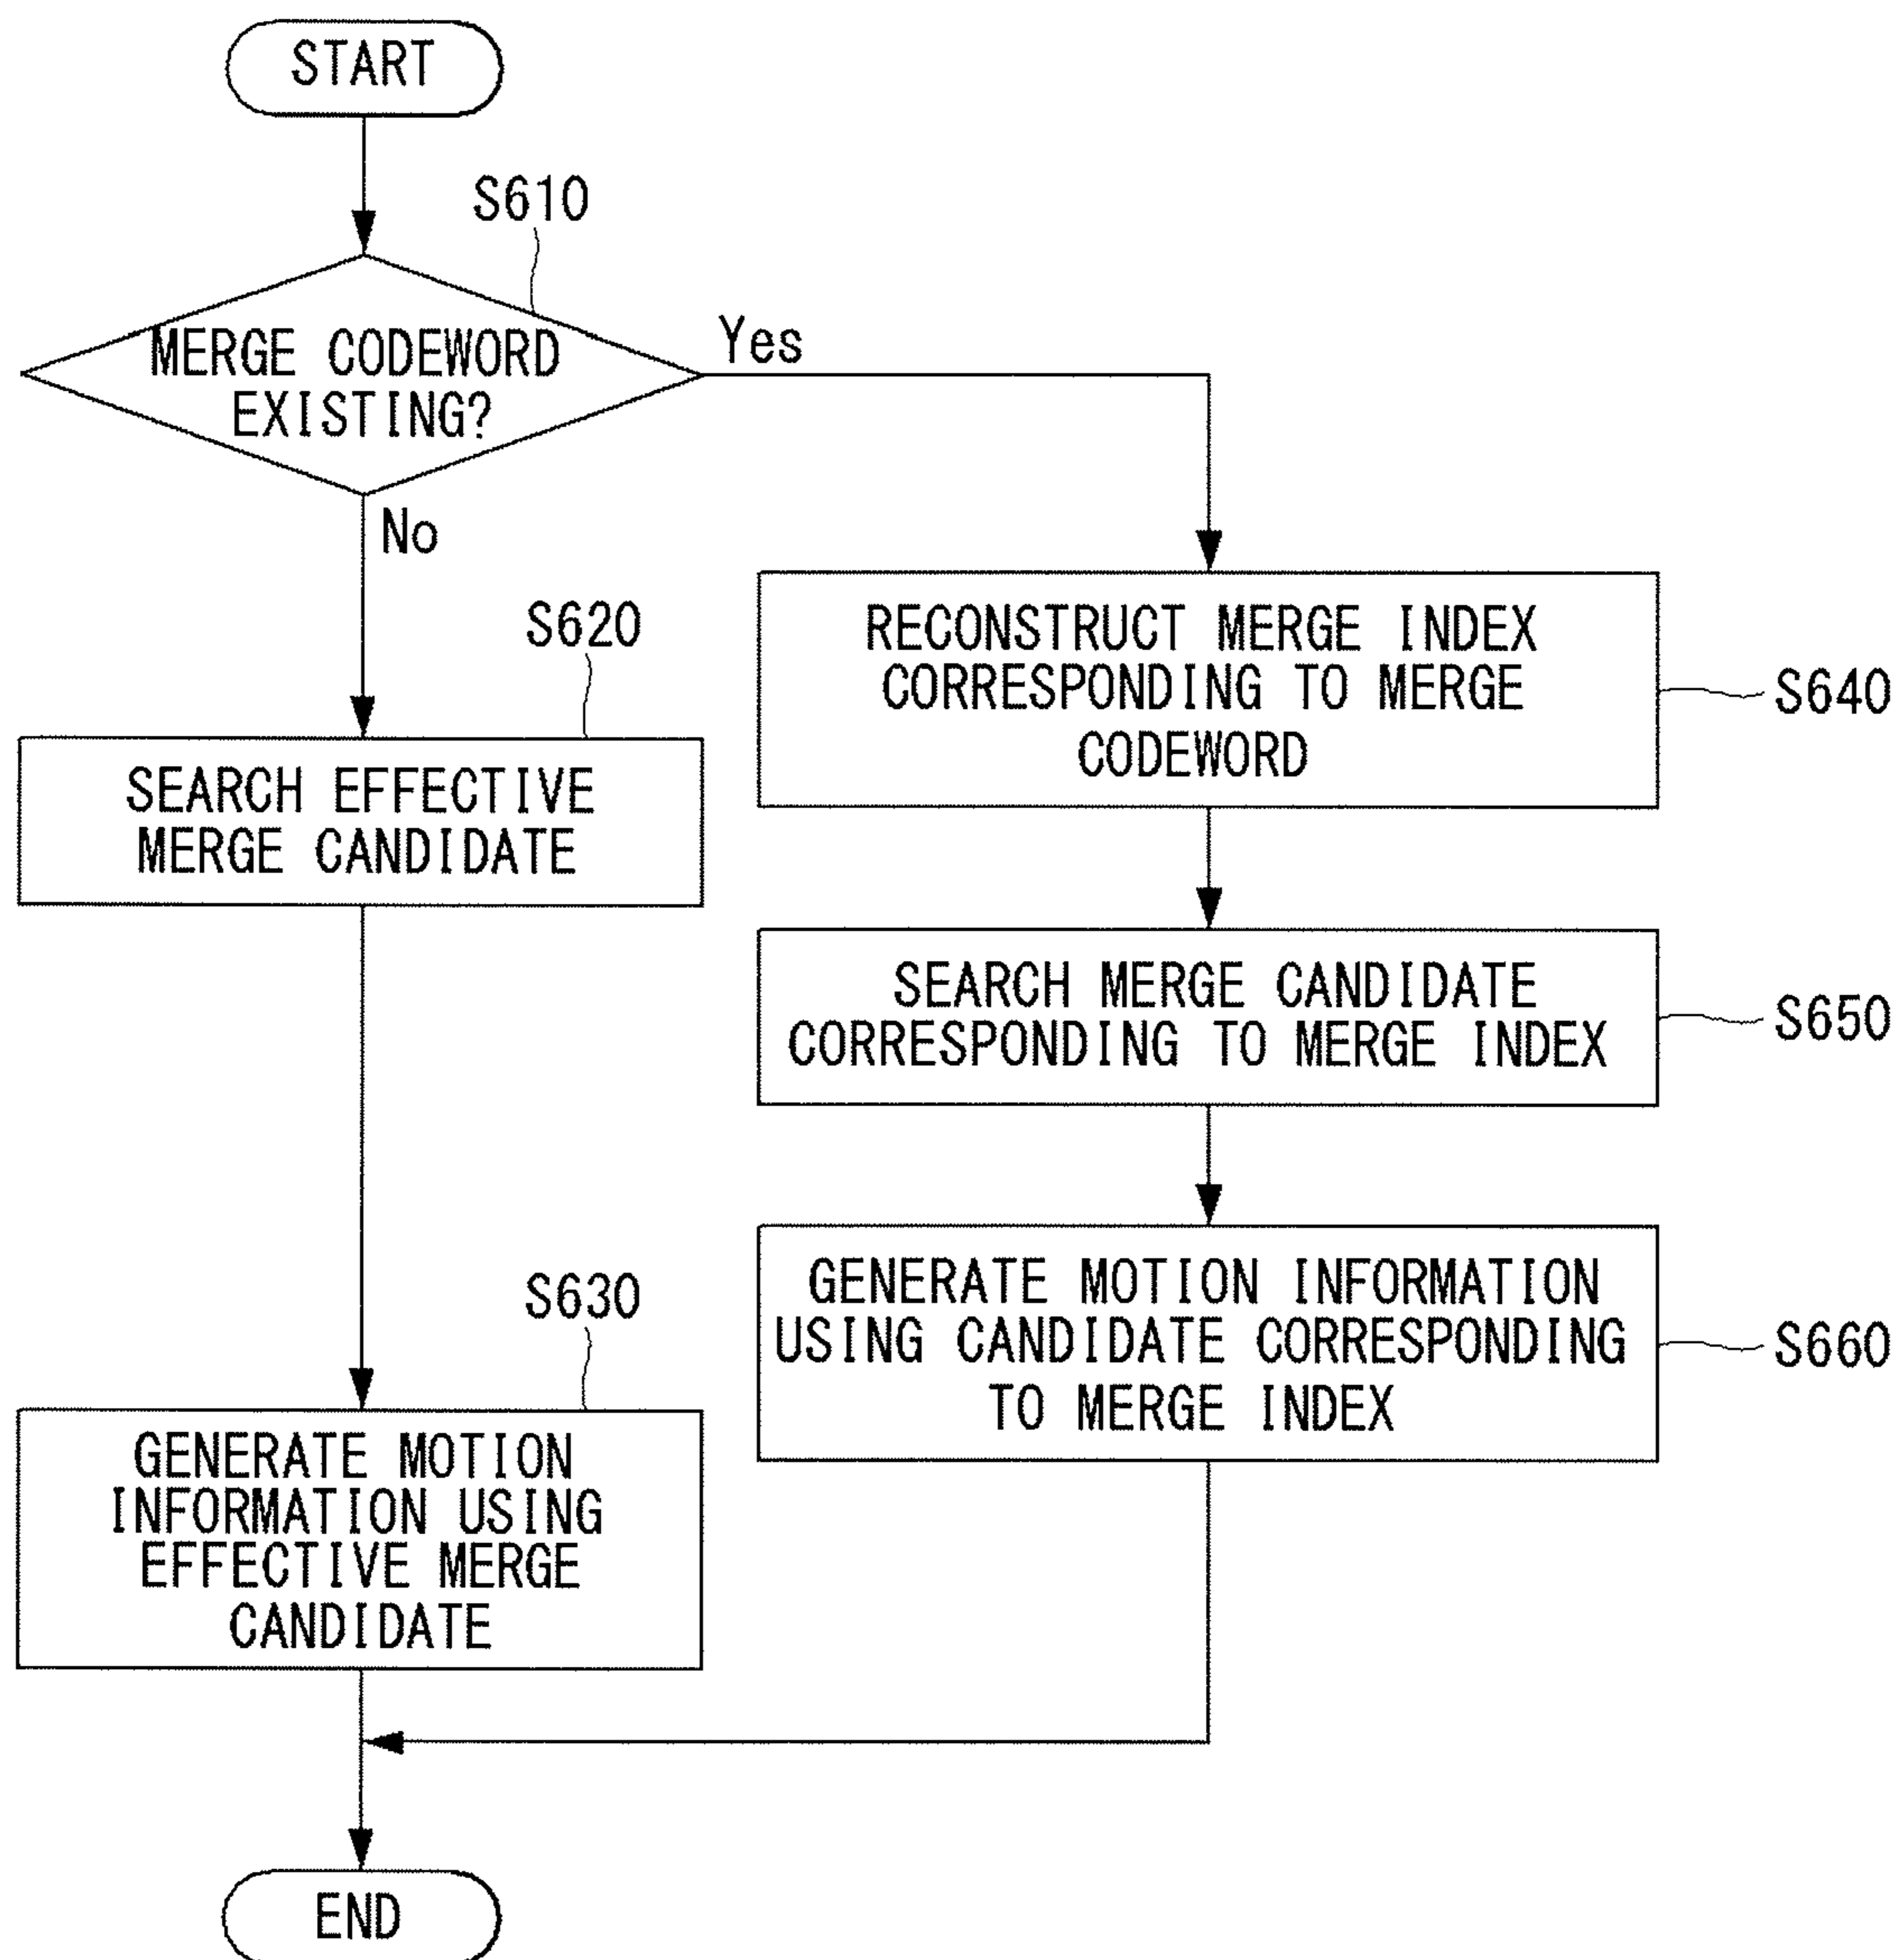 START
S610
MERGE CODEWORD
EXISTING?
Yes
No
S620
SEARCH EFFECTIVE
MERGE CANDIDATE
S630
GENERATE MOTION
INFORMATION USING
EFFECTIVE MERGE
CANDIDATE
RECONSTRUCT MERGE INDEX
CORRESPONDING TO MERGE
CODEWORD
S640
SEARCH MERGE CANDIDATE
CORRESPONDING TO MERGE INDEX
S650
GENERATE MOTION INFORMATION
USING CANDIDATE CORRESPONDING
TO MERGE INDEX
S660
END